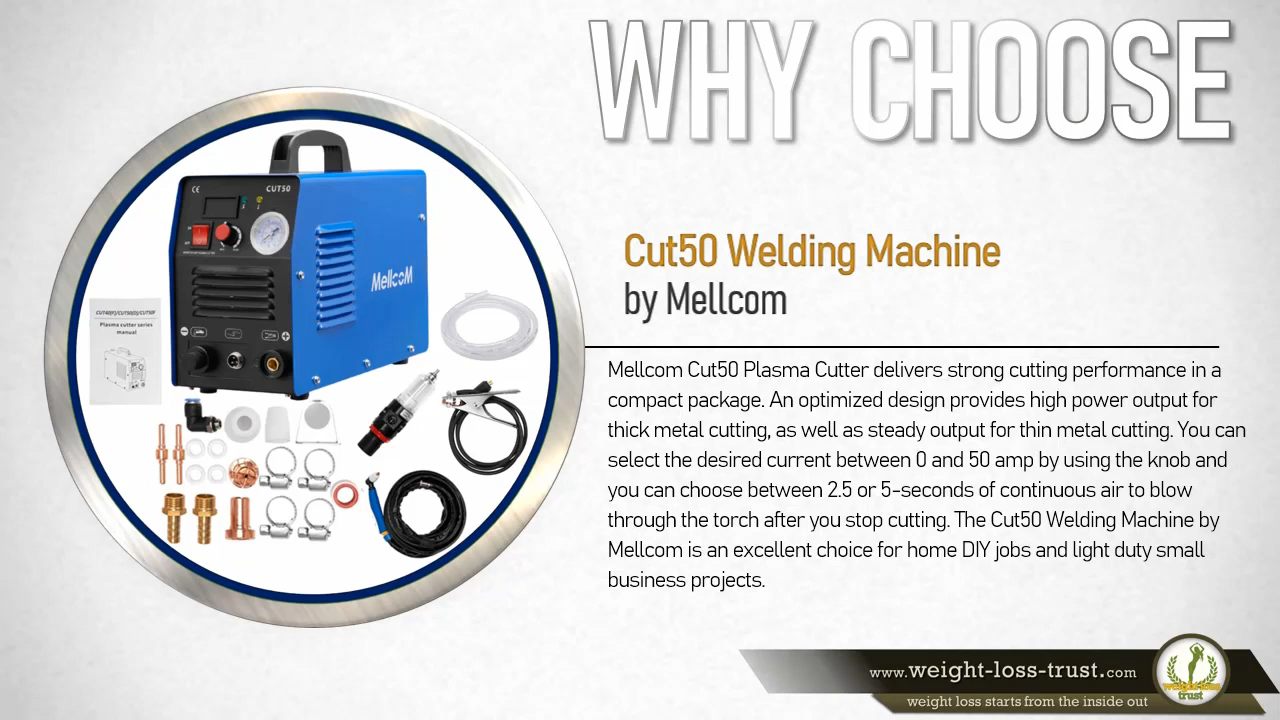 WHY CHOOSE
Cut50 Welding Machine
by Mellcom
Mellcom Cut50 Plasma Cutter delivers strong cutting performance in a
compact package. An optimized design provides high power output for
thick metal cutting, as well as steady output for thin metal cutting. You can
select the desired current between 0 and 50 amp by using the knob and
you can choose between 2.5 or 5-seconds of continuous air to blow
through the torch after you stop cutting. The Cut50 Welding Machine by
Mellcom is an excellent choice for home DIY jobs and light duty small
business projects.
CE
CUT50
MellcoM
Plasma cutter series
manual
www.weight-loss-trust.com
weight loss starts from the inside out
weight loss
trust